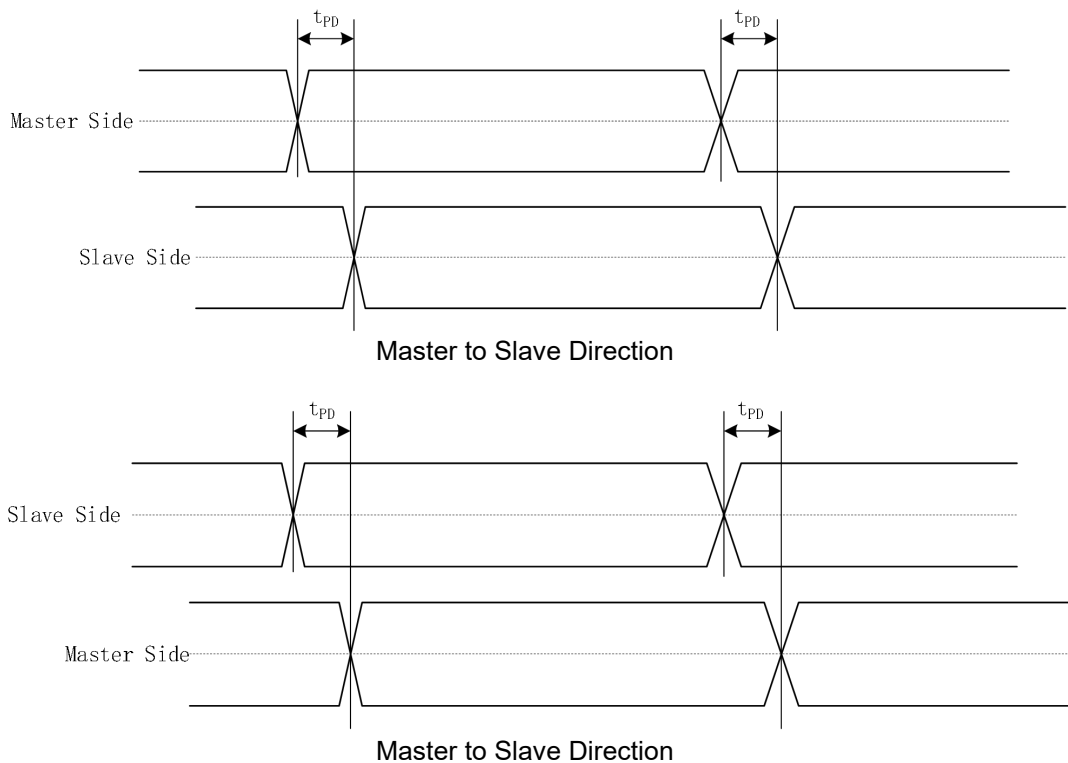 tPD tPD
Master Side
Slave Side
Master to Slave Direction
tPD tPD
Slave Side
Master Side
Master to Slave Direction